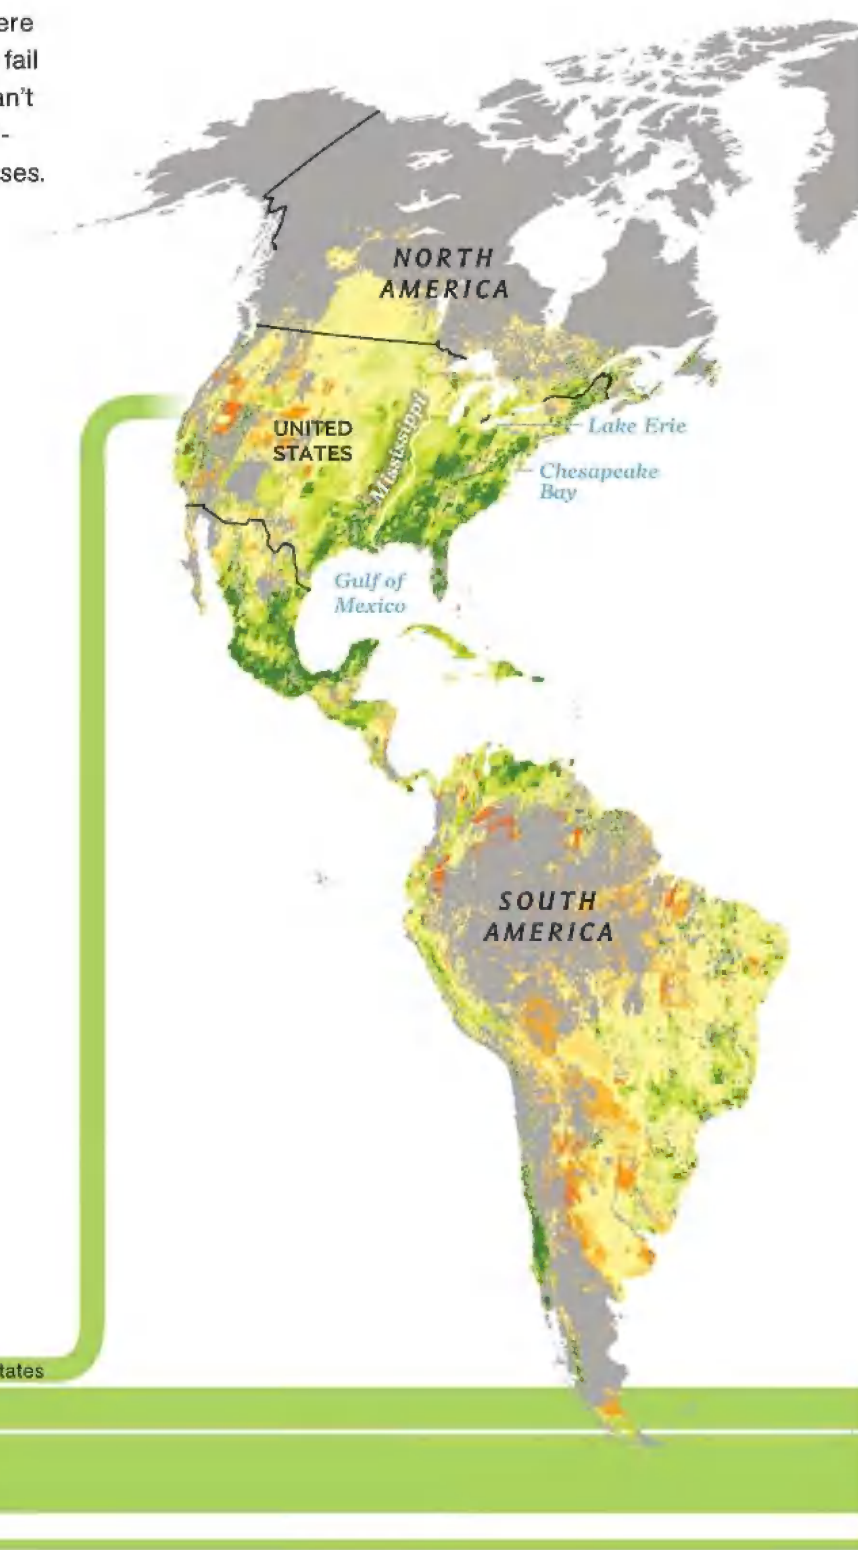 ere
fail
an't
-
ses.
NORTH
AMERICA
UNITED
STATES
Mississippi
Lake Erie
Chesapeake
Bay
Gulf of
Mexico
SOUTH
AMERICA
tates